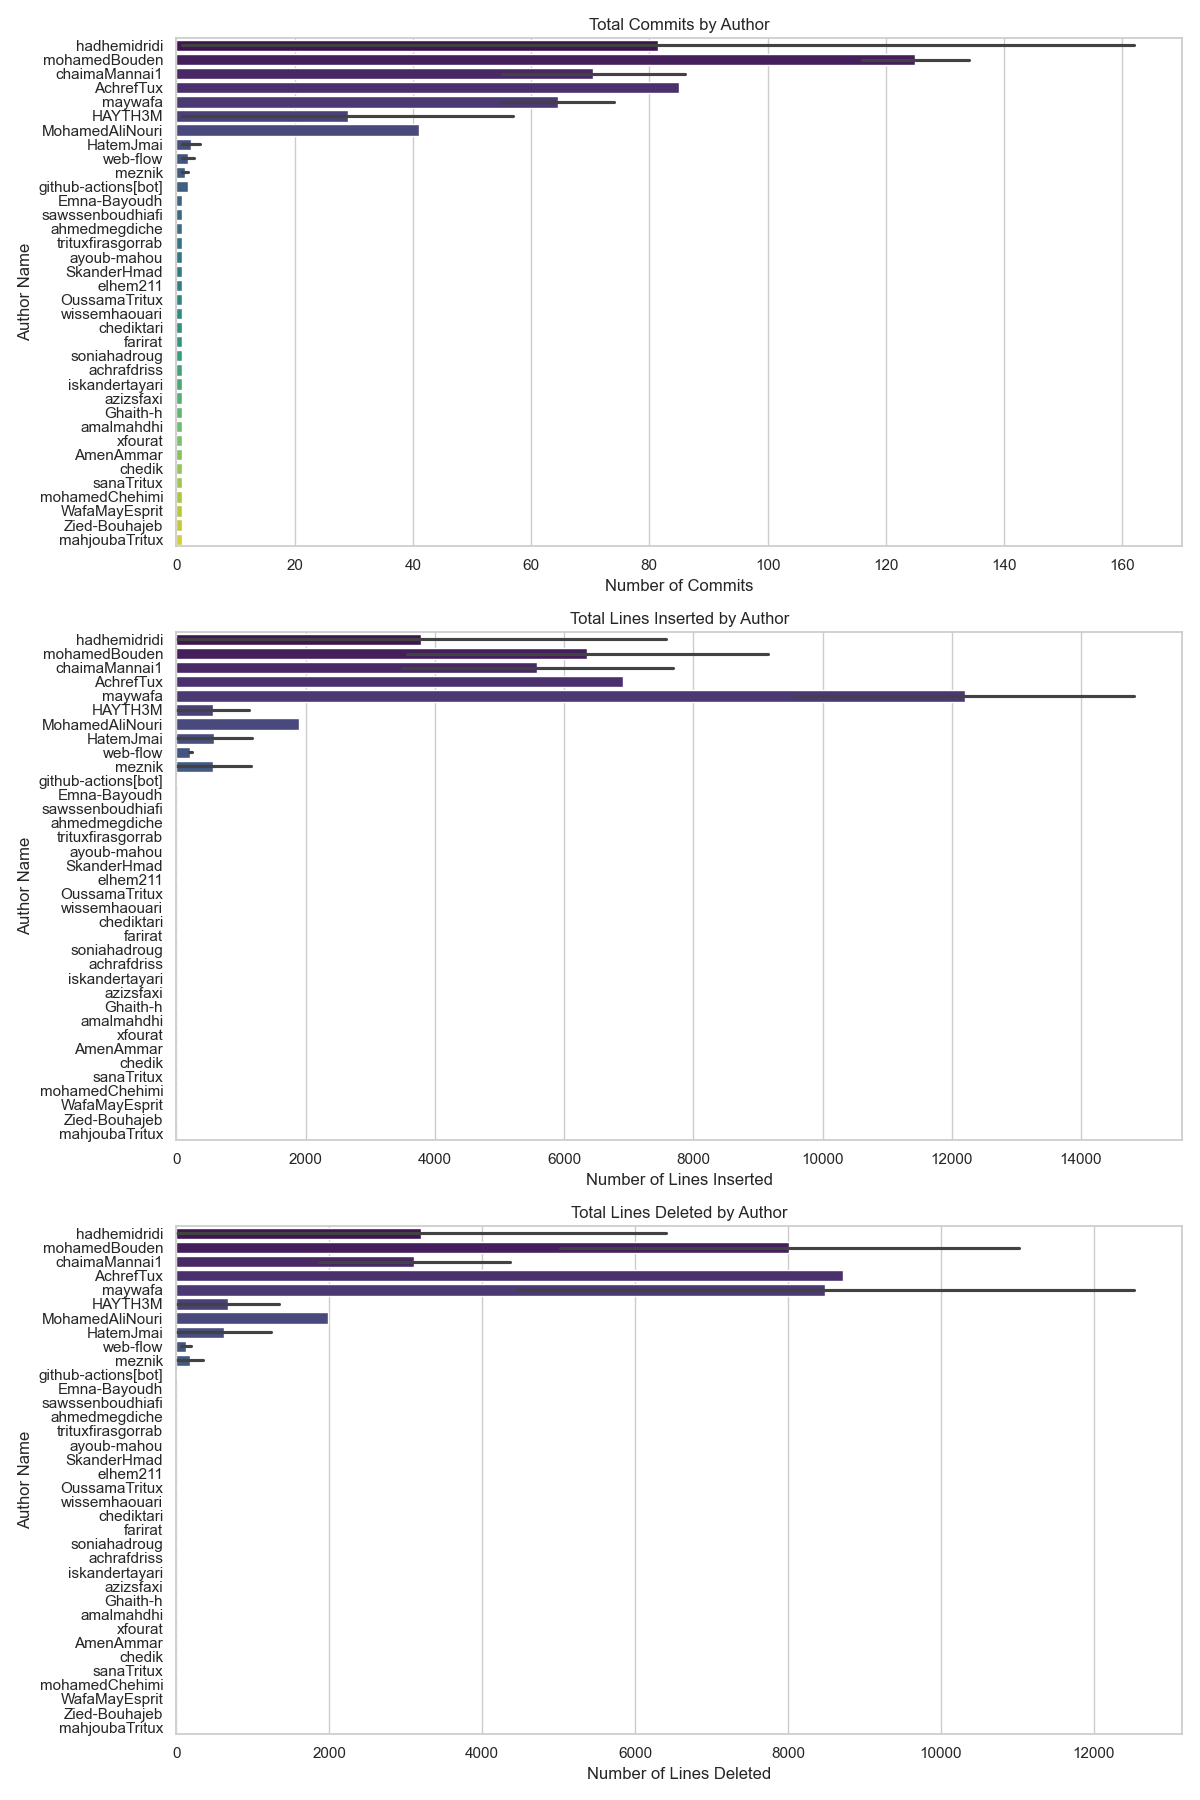 Total Commits by Author
hadhemidridi
mohamedBouden
chaimaMannai1
AchrefTux
maywafa
HAYTH3M
MohamedAliNouri
HatemJmai
web-flow
meznik
github-actions[bot]
Emna-Bayoudh
sawssenboudhiafi
ahmedmegdiche
trituxfirasgorrab
ayoub-mahou
SkanderHmad
elhem211
OussamaTritux
wissemhaouari
chediktari
farirat
soniahadroug
achrafdriss
iskandertayari
azizsfaxi
Ghaith-h
amalmahdhi
xfourat
AmenAmmar
chedik
sanaTritux
mohamedChehimi
WafaMayEsprit
Zied-Bouhajeb
mahjoubaTritux
Author Name
0 20 40 60 80 100 120 140 160
Number of Commits
Total Lines Inserted by Author
hadhemidridi
mohamedBouden
chaimaMannai1
AchrefTux
maywafa
HAYTH3M
MohamedAliNouri
HatemJmai
web-flow
meznik
github-actions[bot]
Emna-Bayoudh
sawssenboudhiafi
ahmedmegdiche
trituxfirasgorrab
ayoub-mahou
SkanderHmad
elhem211
OussamaTritux
wissemhaouari
chediktari
farirat
soniahadroug
achrafdriss
iskandertayari
azizsfaxi
Ghaith-h
amalmahdhi
xfourat
AmenAmmar
chedik
sanaTritux
mohamedChehimi
WafaMayEsprit
Zied-Bouhajeb
mahjoubaTritux
Author Name
0 2000 4000 6000 8000 10000 12000 14000
Number of Lines Inserted
Total Lines Deleted by Author
hadhemidridi
mohamedBouden
chaimaMannai1
AchrefTux
maywafa
HAYTH3M
MohamedAliNouri
HatemJmai
web-flow
meznik
github-actions[bot]
Emna-Bayoudh
sawssenboudhiafi
ahmedmegdiche
trituxfirasgorrab
ayoub-mahou
SkanderHmad
elhem211
OussamaTritux
wissemhaouari
chediktari
farirat
soniahadroug
achrafdriss
iskandertayari
azizsfaxi
Ghaith-h
amalmahdhi
xfourat
AmenAmmar
chedik
sanaTritux
mohamedChehimi
WafaMayEsprit
Zied-Bouhajeb
mahjoubaTritux
Author Name
0 2000 4000 6000 8000 10000 12000
Number of Lines Deleted